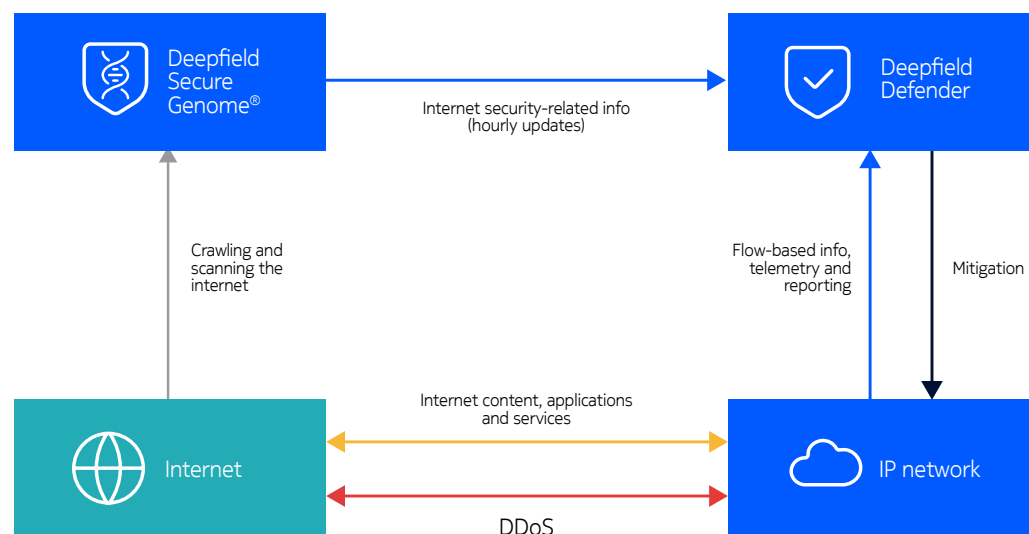 Deepfield
Secure
Genome®
Internet security-related info
(hourly updates)
Deepfield
Defender
Crawling and
scanning the
internet
Flow-based info,
telemetry and
reporting
Mitigation
Internet content, applications
and services
Internet
IP network
DDoS